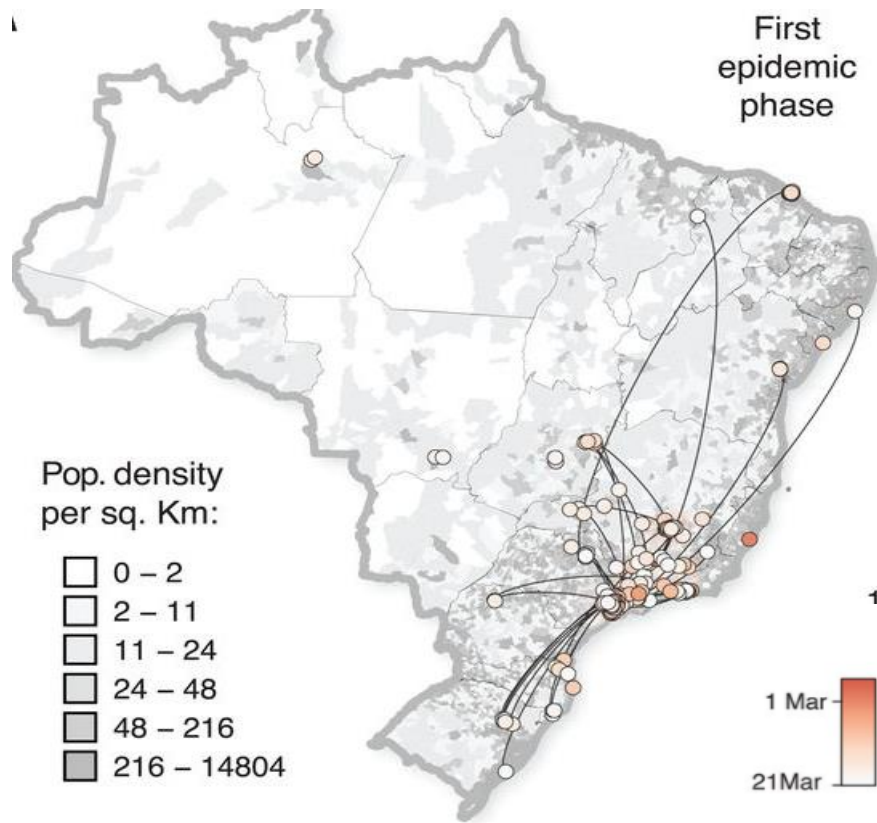 First
epidemic
phase
Pop. density
per sq. Km:
0 – 2
2 – 11
11 – 24
24 – 48
48 – 216
216 – 14804
1 Mar
21Mar